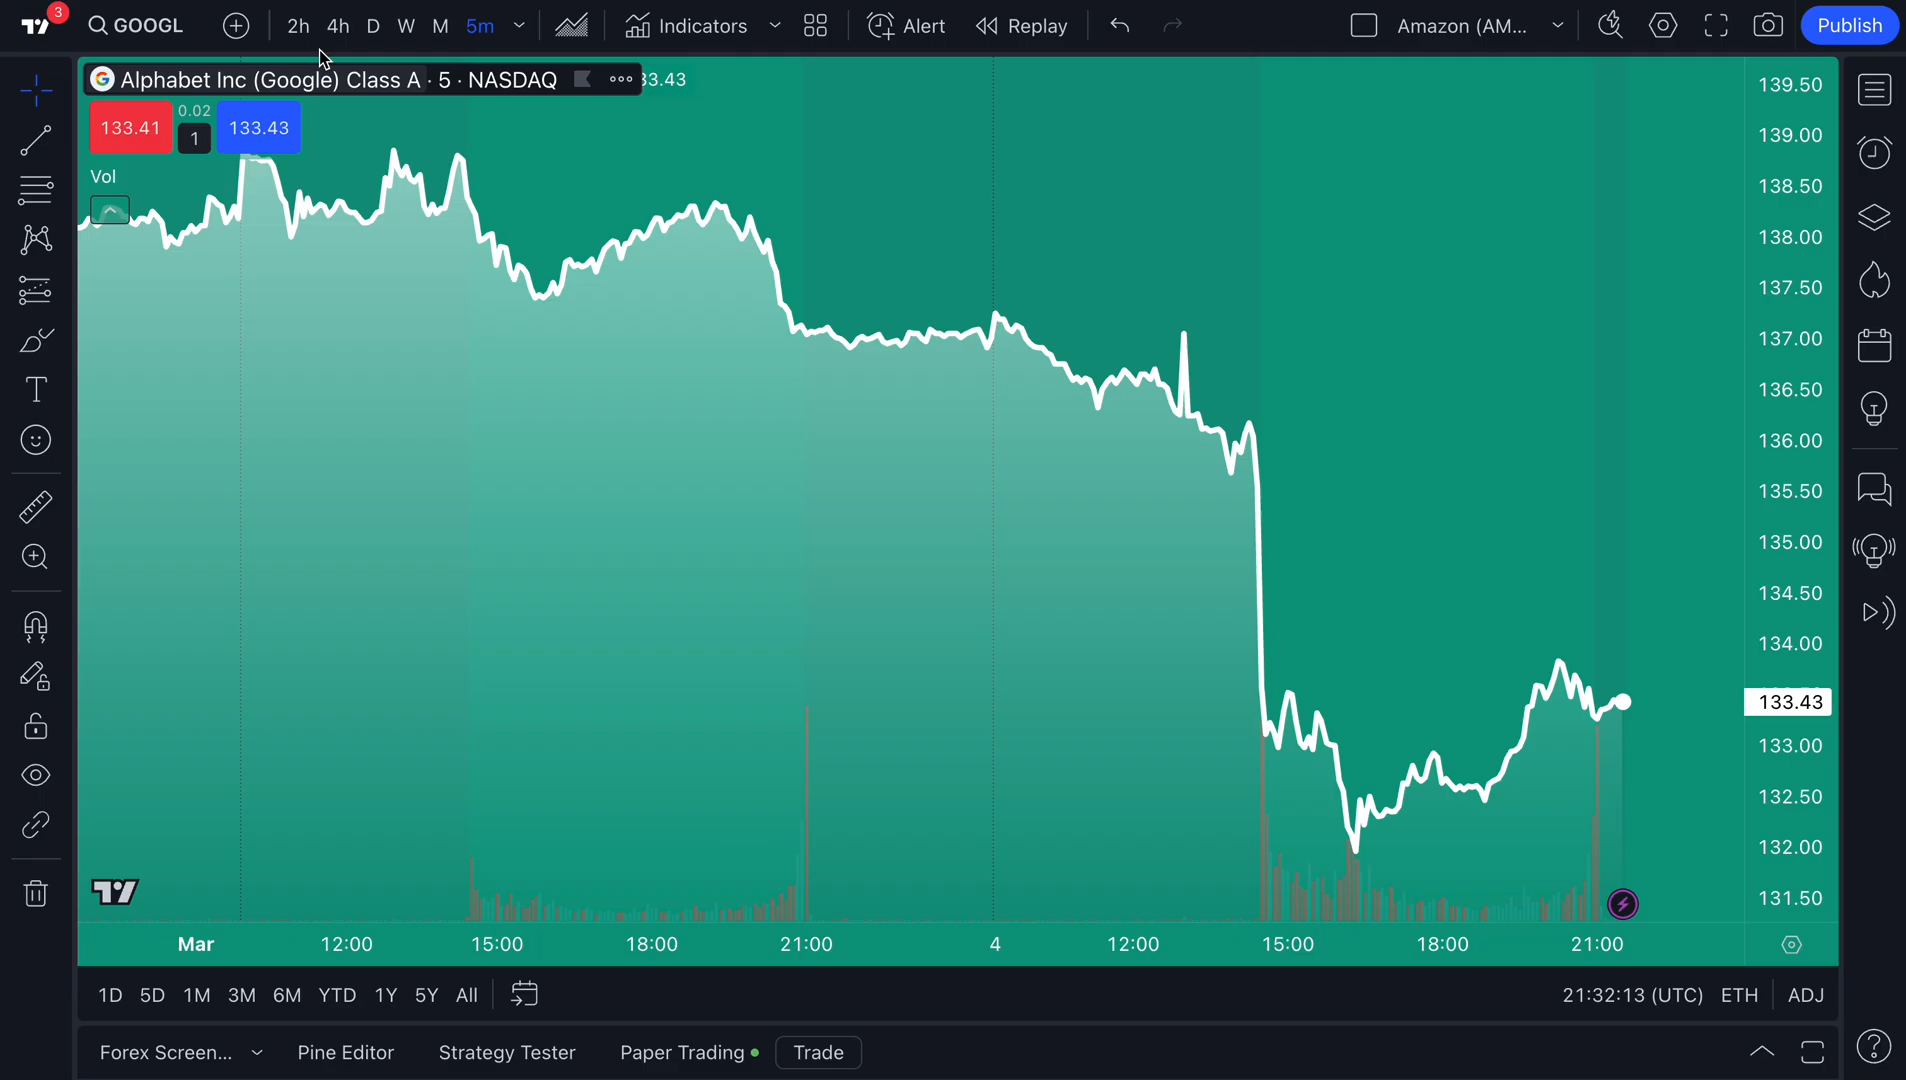 3
GOOGL 2h 4h D W M 5m Indicators Alert Replay Amazon (AM... Publish
Alphabet Inc (Google) Class A · 5 · NASDAQ 33.43
133.41 0.02 1 133.43
Vol
139.50
139.00
138.50
138.00
137.50
137.00
136.50
136.00
135.50
135.00
134.50
134.00
133.43
133.00
132.50
132.00
131.50
Mar 12:00 15:00 18:00 21:00 4 12:00 15:00 18:00 21:00
1D 5D 1M 3M 6M YTD 1Y 5Y All 21:32:13 (UTC) ETH ADJ
Forex Screen... Pine Editor Strategy Tester Paper Trading Trade